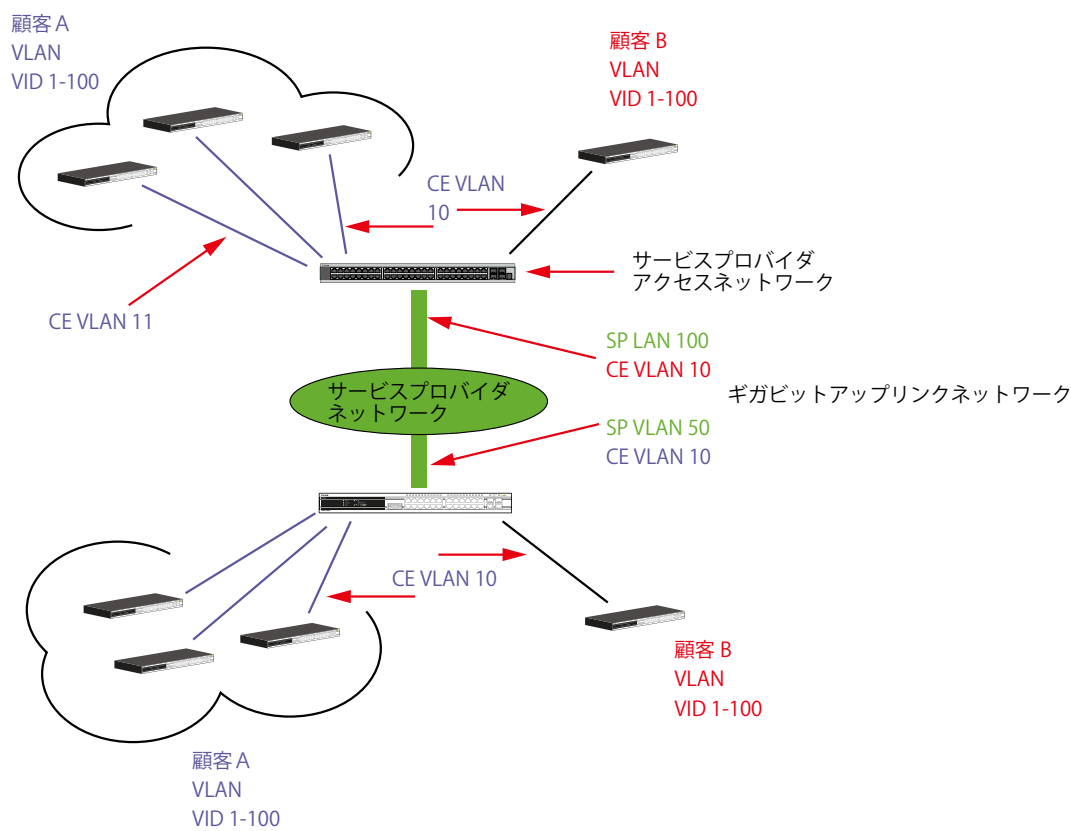 顧客 A
VLAN
VID 1-100
顧客 B
VLAN
VID 1-100
CE VLAN
10
サービスプロバイダ
アクセスネットワーク
CE VLAN 11
SP LAN 100
CE VLAN 10
サービスプロバイダ
ネットワーク
ギガビットアップリンクネットワーク
SP VLAN 50
CE VLAN 10
CE VLAN 10
顧客 B
VLAN
VID 1-100
顧客 A
VLAN
VID 1-100